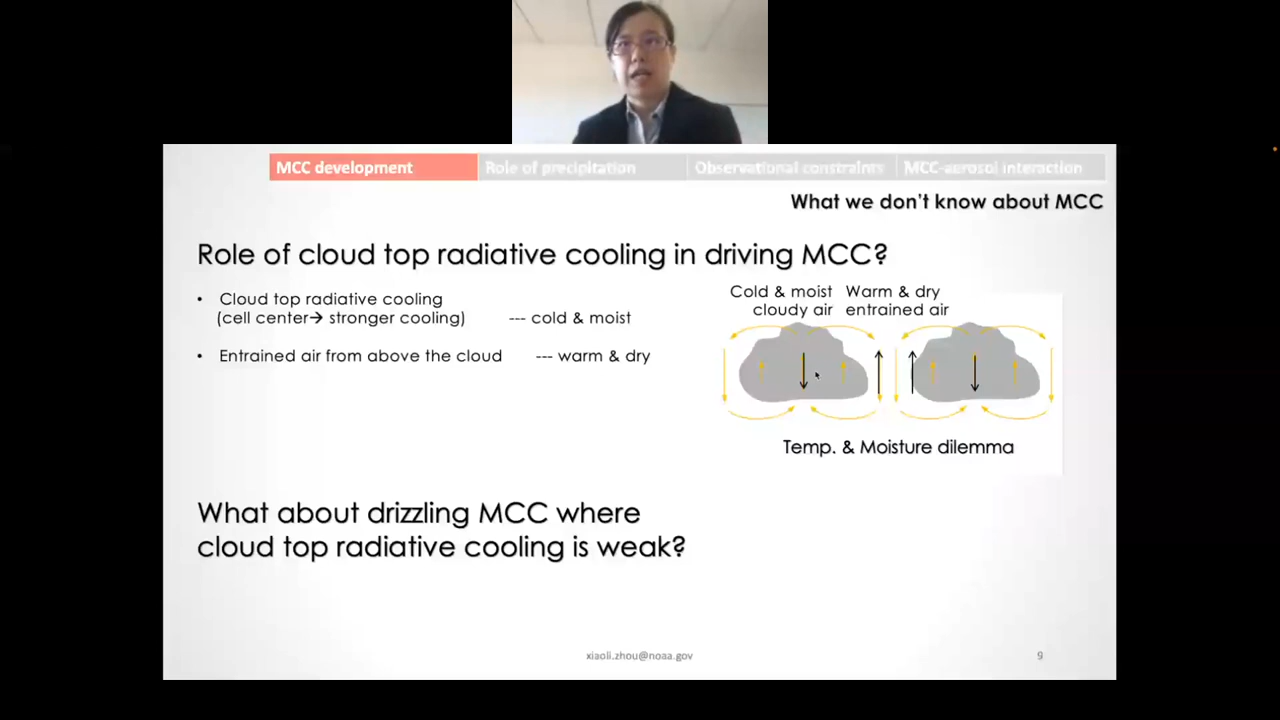 MCC development Role of precipitation Observational constraints MCC-aerosol interaction
What we don't know about MCC
Role of cloud top radiative cooling in driving MCC?
• Cloud top radiative cooling
(cell center→ stronger cooling) --- cold & moist
• Entrained air from above the cloud --- warm & dry
Cold & moist Warm & dry
cloudy air entrained air
Temp. & Moisture dilemma
What about drizzling MCC where
cloud top radiative cooling is weak?
xiaoli.zhou@noaa.gov 9